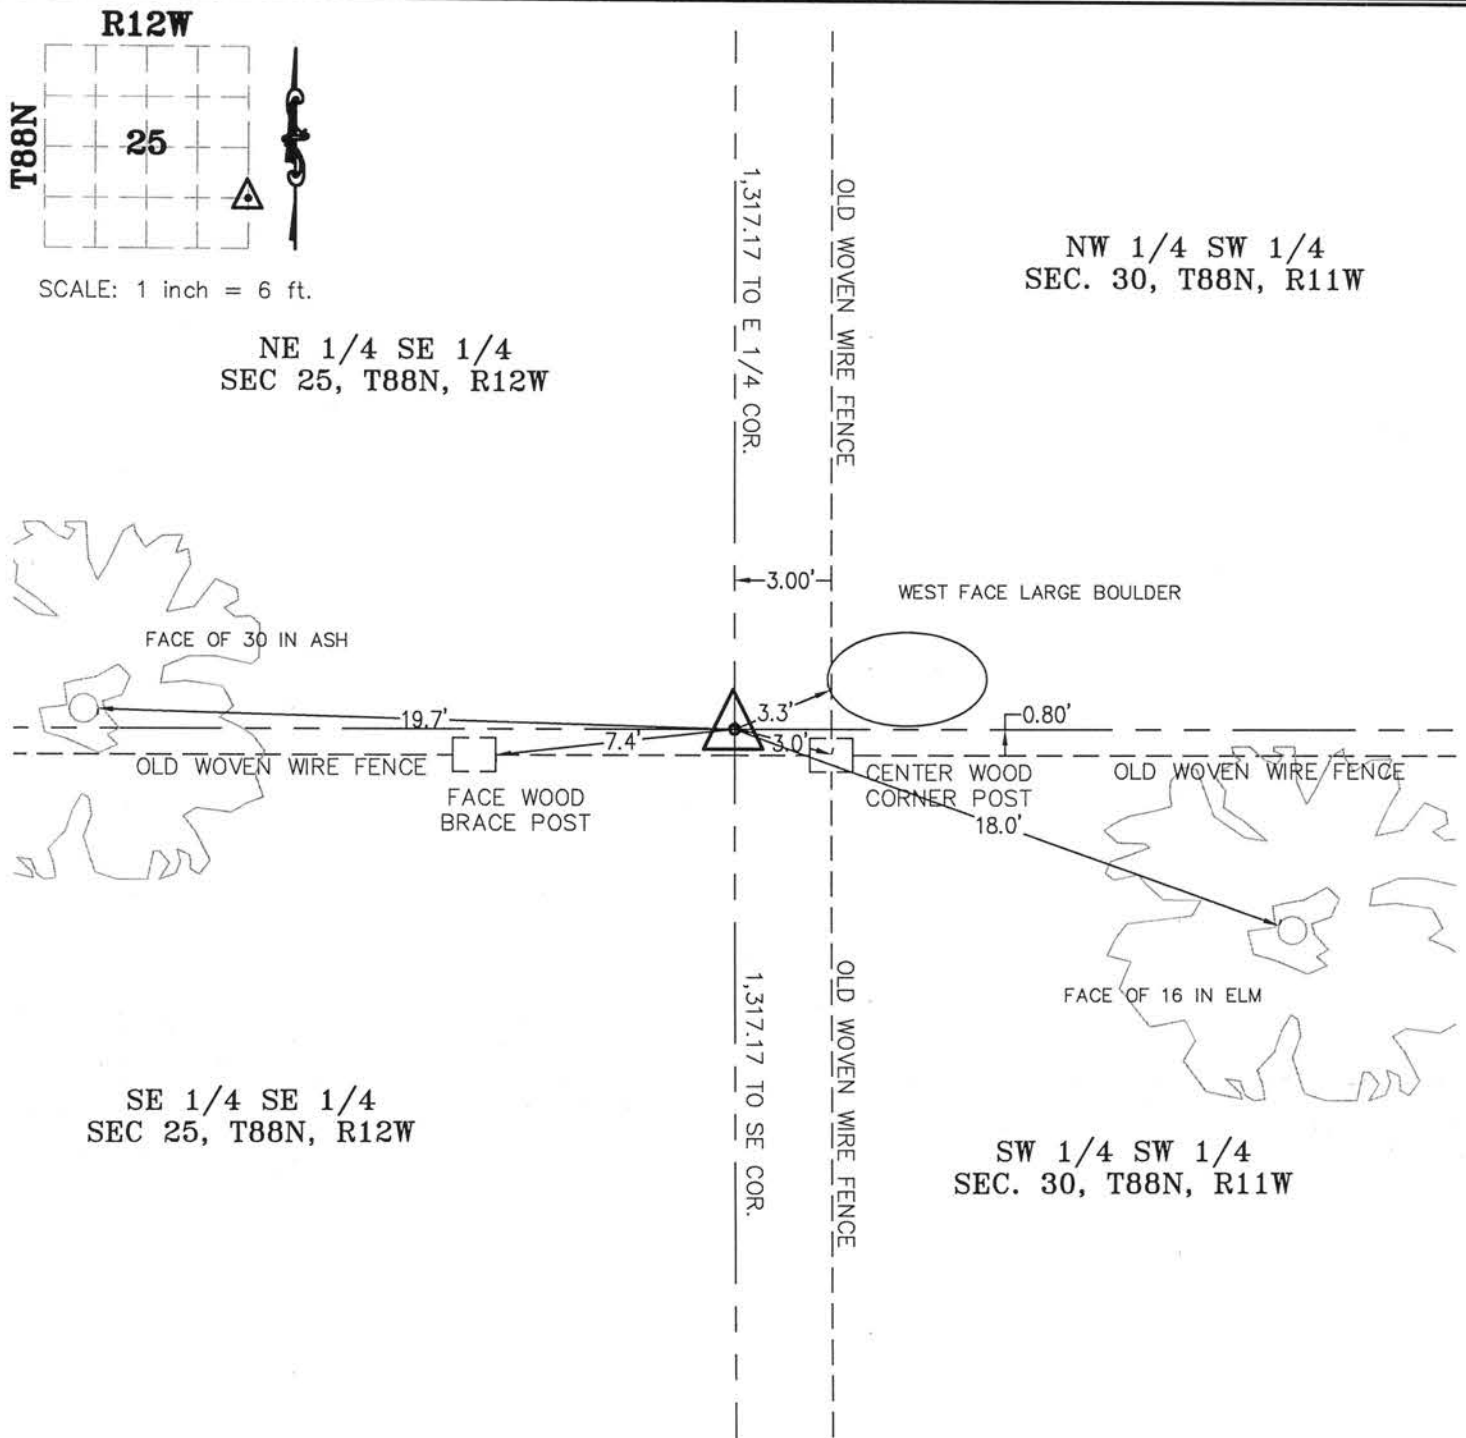 R12W
T88N
25
SCALE: 1 inch = 6 ft.
NE 1/4 SE 1/4
SEC 25, T88N, R12W
1,317.17 TO E 1/4 COR.
OLD WOVEN WIRE FENCE
NW 1/4 SW 1/4
SEC. 30, T88N, R11W
3.00'
WEST FACE LARGE BOULDER
FACE OF 30 IN ASH
19.7'
3.3'
0.80'
7.4'
3.0'
OLD WOVEN WIRE FENCE
FACE WOOD
BRACE POST
CENTER WOOD
CORNER POST
OLD WOVEN WIRE FENCE
18.0'
FACE OF 16 IN ELM
1,317.17 TO SE COR.
OLD WOVEN WIRE FENCE
SE 1/4 SE 1/4
SEC 25, T88N, R12W
SW 1/4 SW 1/4
SEC. 30, T88N, R11W